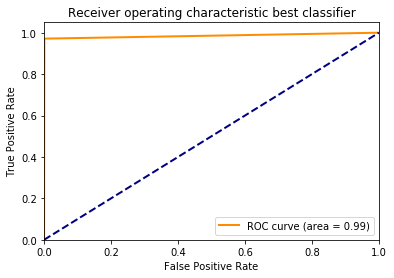 Receiver operating characteristic best classifier
True Positive Rate
1.0
0.8
0.6
0.4
0.2
0.0
ROC curve (area = 0.99)
0.0 0.2 0.4 0.6 0.8 1.0
False Positive Rate